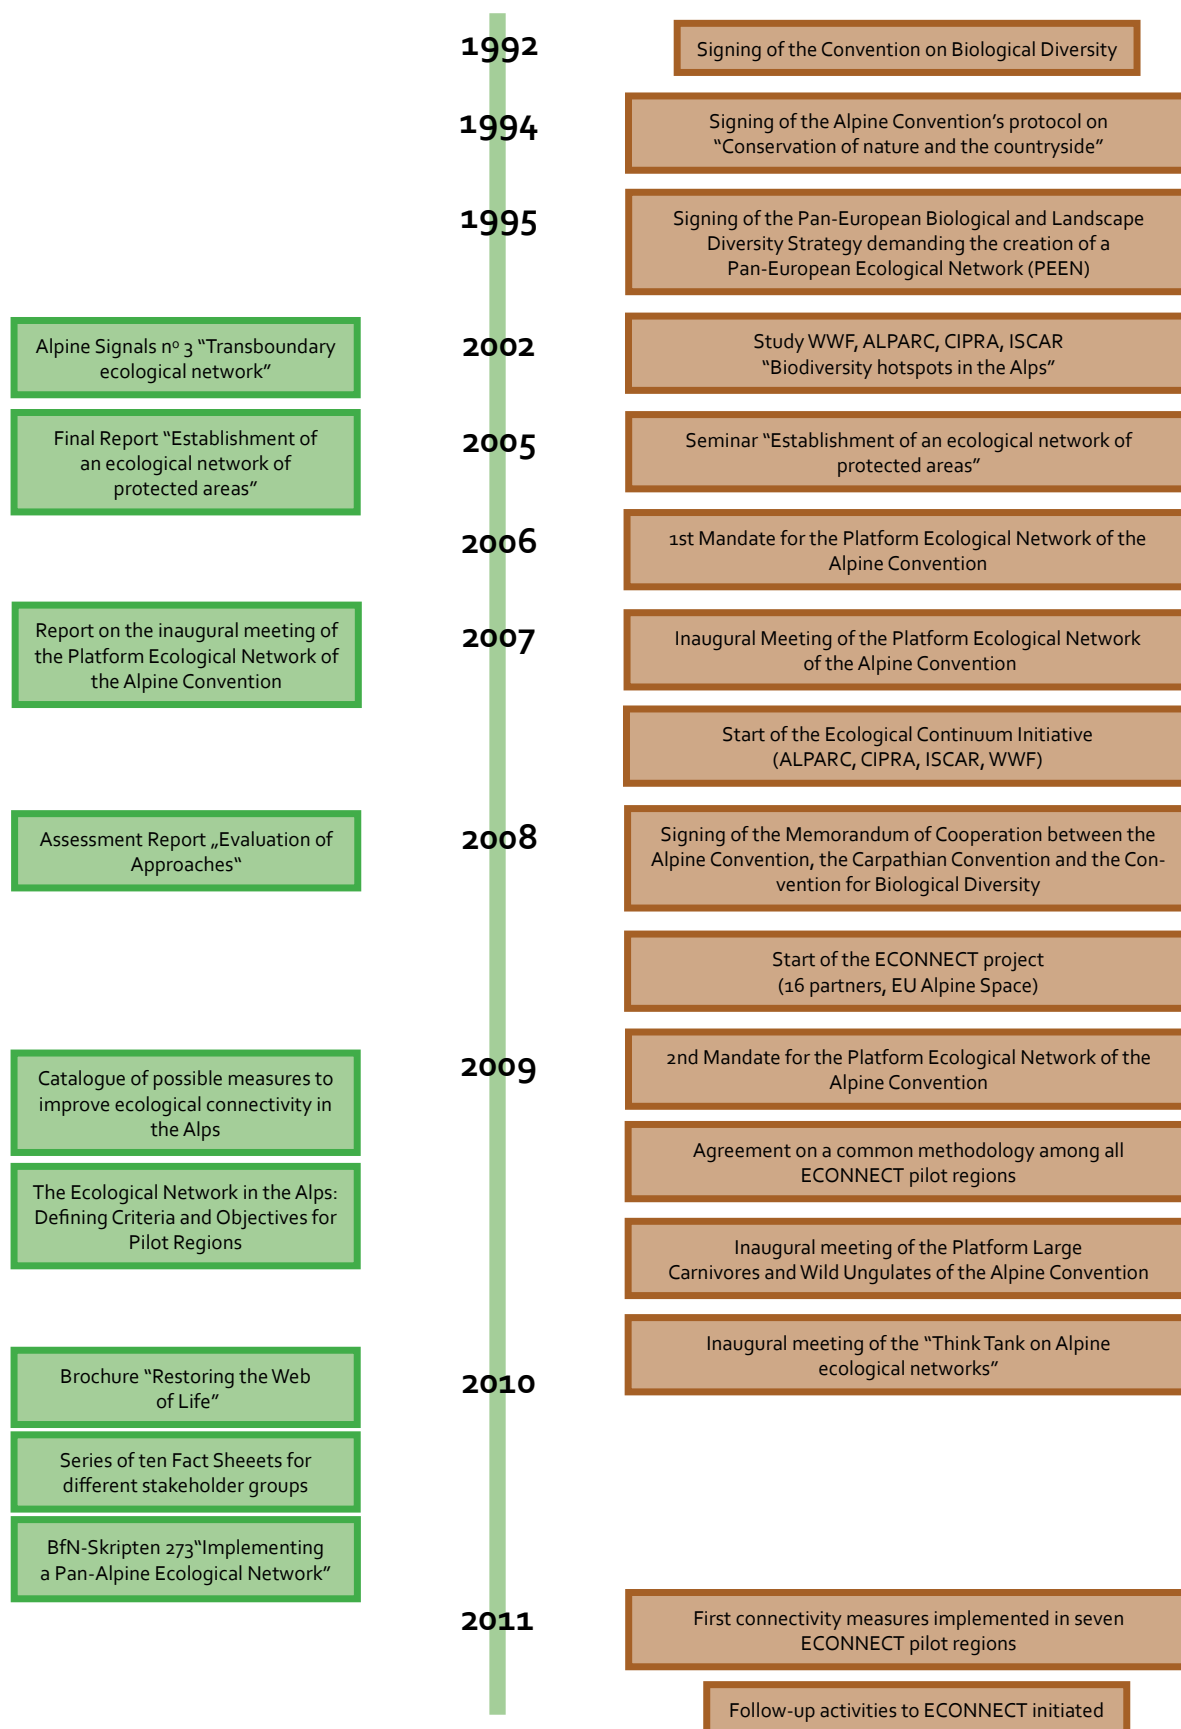 1992
Signing of the Convention on Biological Diversity
1994
Signing of the Alpine Convention’s protocol on
“Conservation of nature and the countryside”
1995
Signing of the Pan-European Biological and Landscape
Diversity Strategy demanding the creation of a
Pan-European Ecological Network (PEEN)
Alpine Signals nº 3 “Transboundary
ecological network”
2002
Study WWF, ALPARC, CIPRA, ISCAR
“Biodiversity hotspots in the Alps”
Final Report “Establishment of
an ecological network of
protected areas”
2005
Seminar “Establishment of an ecological network of
protected areas”
2006
1st Mandate for the Platform Ecological Network of the
Alpine Convention
Report on the inaugural meeting of
the Platform Ecological Network of
the Alpine Convention
2007
Inaugural Meeting of the Platform Ecological Network
of the Alpine Convention
Start of the Ecological Continuum Initiative
(ALPARC, CIPRA, ISCAR, WWF)
Assessment Report „Evaluation of
Approaches“
2008
Signing of the Memorandum of Cooperation between the
Alpine Convention, the Carpathian Convention and the Con-
vention for Biological Diversity
Start of the ECONNECT project
(16 partners, EU Alpine Space)
Catalogue of possible measures to
improve ecological connectivity in
the Alps
2009
2nd Mandate for the Platform Ecological Network of the
Alpine Convention
Agreement on a common methodology among all
ECONNECT pilot regions
The Ecological Network in the Alps:
Defining Criteria and Objectives for
Pilot Regions
Inaugural meeting of the Platform Large
Carnivores and Wild Ungulates of the Alpine Convention
Inaugural meeting of the “Think Tank on Alpine
ecological networks”
Brochure “Restoring the Web
of Life”
2010
Series of ten Fact Sheeets for
different stakeholder groups
BfN-Skripten 273“Implementing
a Pan-Alpine Ecological Network”
2011
First connectivity measures implemented in seven
ECONNECT pilot regions
Follow-up activities to ECONNECT initiated